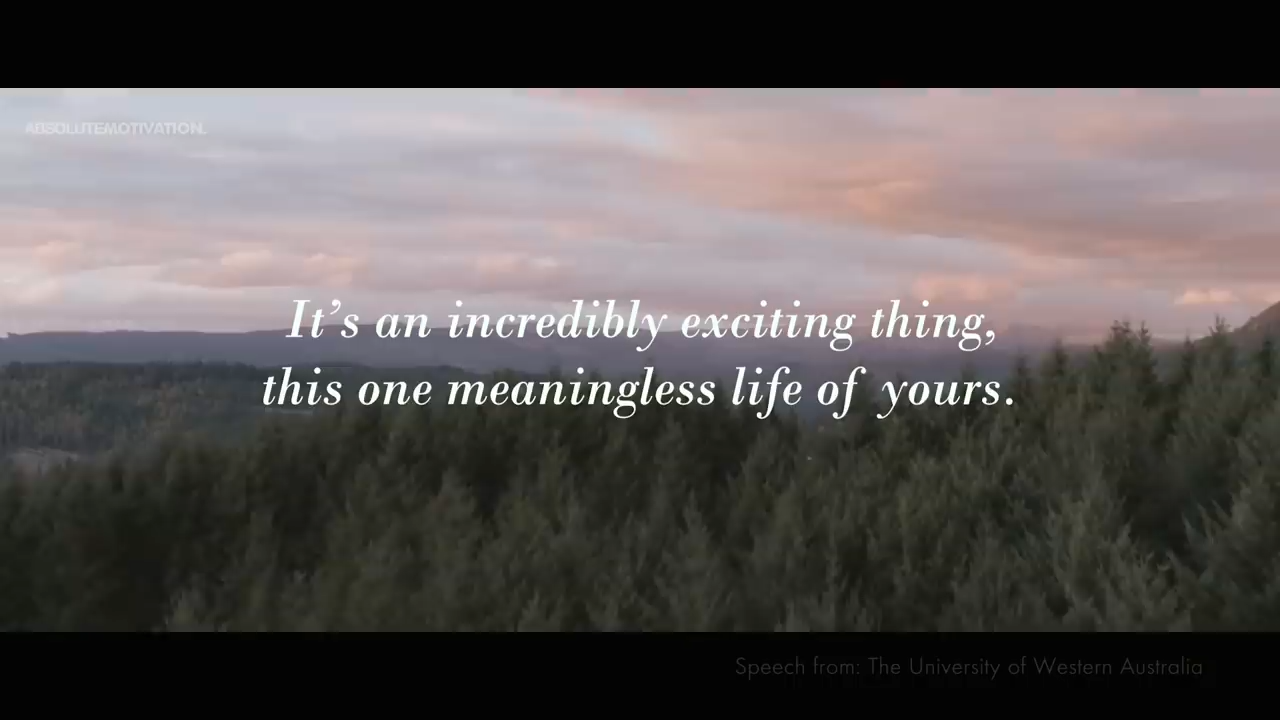 ABSOLUTEMOTIVATION.
It’s an incredibly exciting thing,
this one meaningless life of yours.
Speech from: The University of Western Australia